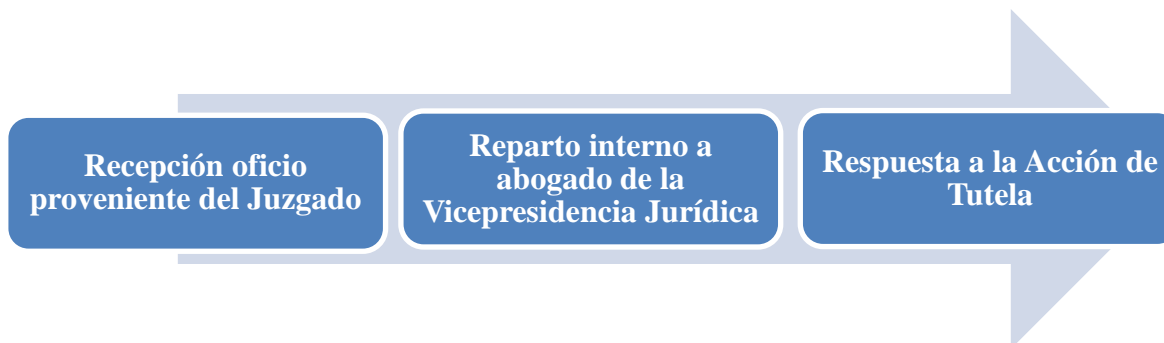 Recepción oficio
proveniente del Juzgado
Reparto interno a
abogado de la
Vicepresidencia Jurídica
Respuesta a la Acción de
Tutela